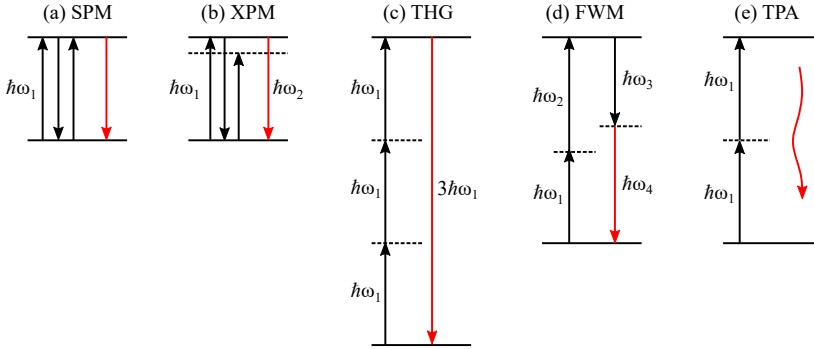 (a) SPM
(b) XPM
(c) THG
(d) FWM
(e) TPA
ħω₁
ħω₁
ħω₂
ħω₁
ħω₁
ħω₁
3ħω₁
ħω₂
ħω₁
ħω₃
ħω₄
ħω₁
ħω₁